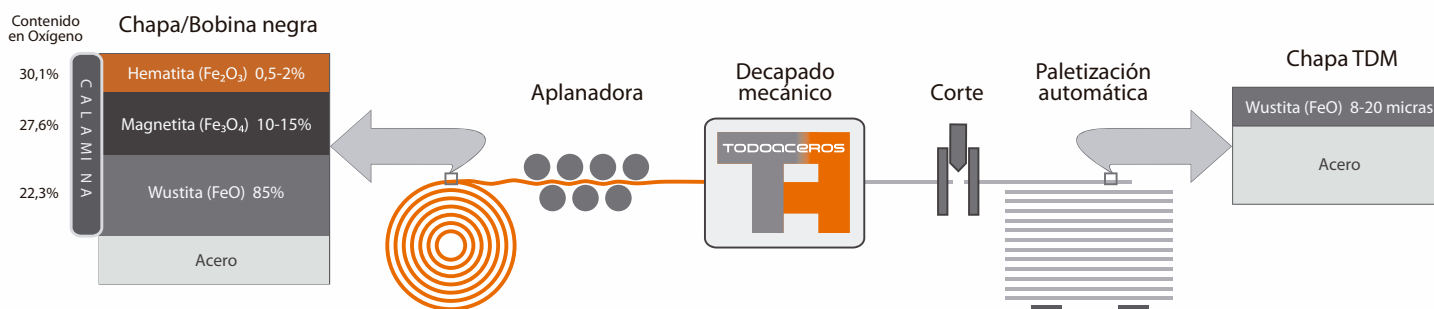 Contenido
en Oxígeno
Chapa/Bobina negra
30,1%
27,6%
22,3%
CALAMINA
Hematita (Fe₂O₃) 0,5-2%
Magnetita (Fe₃O₄) 10-15%
Wustita (FeO) 85%
Acero
Aplanadora
Decapado
mecánico
TODOACEROS
Corte
Paletización
automática
Chapa TDM
Wustita (FeO) 8-20 micras
Acero